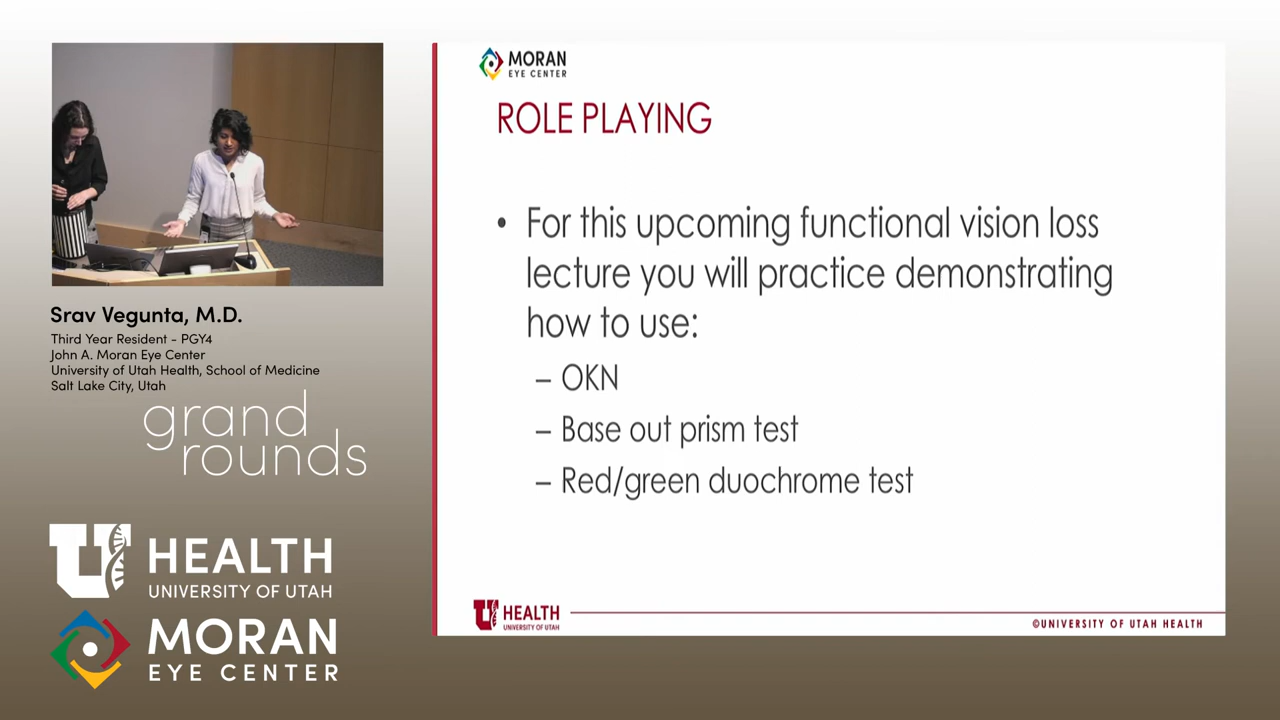 Srav Vegunta, M.D.
Third Year Resident - PGY4
John A. Moran Eye Center
University of Utah Health, School of Medicine
Salt Lake City, Utah
grand
rounds
U HEALTH
UNIVERSITY OF UTAH
MORAN
EYE CENTER
MORAN
EYE CENTER
ROLE PLAYING
• For this upcoming functional vision loss
lecture you will practice demonstrating
how to use:
– OKN
– Base out prism test
– Red/green duochrome test
U HEALTH
UNIVERSITY OF UTAH
©UNIVERSITY OF UTAH HEALTH